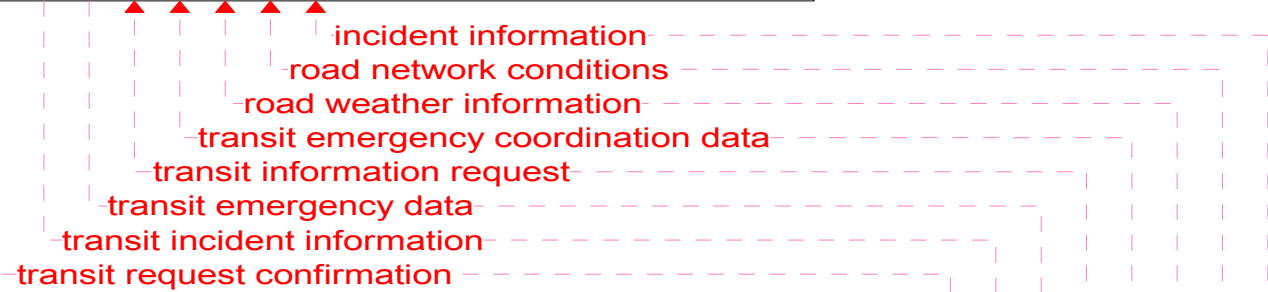 incident information
road network conditions
road weather information
transit emergency coordination data
transit information request
transit emergency data
transit incident information
transit request confirmation